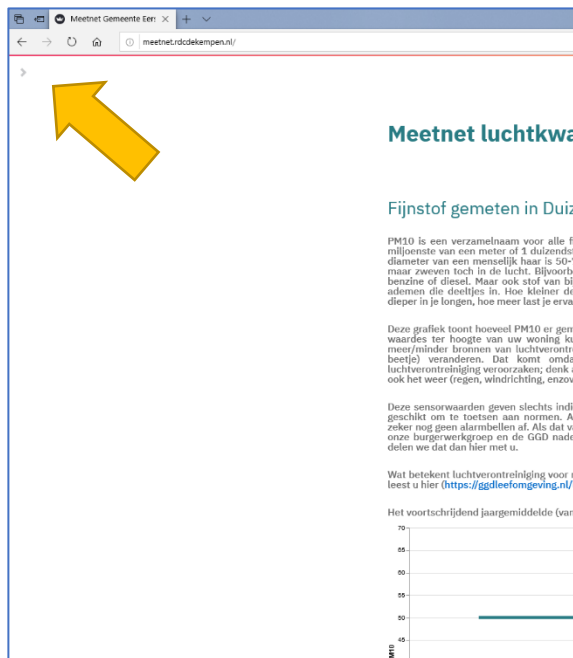 Meetnet Gemeente Eers
meetnet.rdcdekempen.nl/
Meetnet luchtkwa
Fijnstof gemeten in Duiz
PM10 is een verzamelnaam voor alle f
miljoenste van een meter of 1 duizends
diameter van een menselijk haar is 50-
maar zweven toch in de lucht. Bijvoorb
benzine of diesel. Maar ook stof van bi
ademen die deeltjes in. Hoe kleiner de
dieper in je longen, hoe meer last je erva
Deze grafiek toont hoeveel PM10 er gem
waardes ter hoogte van uw woning ku
meer/minder bronnen van luchtverontre
beetje) veranderen. Dat komt omda
luchtverontreiniging veroorzaken; denk a
ook het weer (regen, windrichting, enzov
Deze sensorwaarden geven slechts indi
geschikt om te toetsen aan normen. A
zeker nog geen alarmbellen af. Als dat va
onze burgerwerkgroep en de GGD nade
delen we dat dan hier met u.
Wat betekent luchtverontreiniging voor
leest u hier (https://ggdleefomgeving.nl/
Het voortschrijdend jaargemiddelde (van
70
65
60
55
50
45
PM10